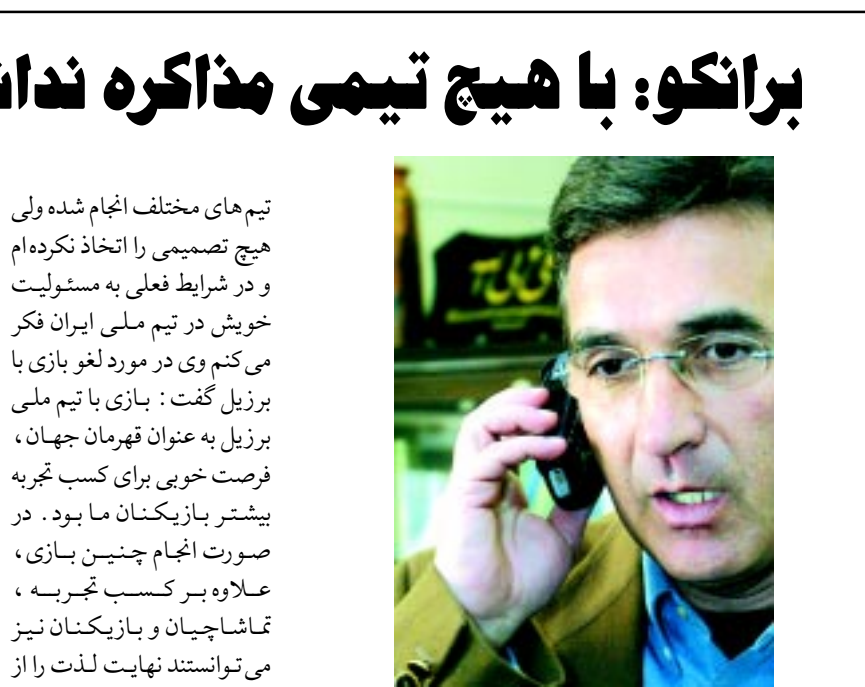 برانکو: با هیچ تیمی مذاکره
تیم‌های مختلف انجام شده ولی
هیچ تصمیمی را اتخاذ نکرده‌ام
و در شرایط فعلی به مسئولیت
خویش در تیم ملی ایران فکر
می‌کنم وی در مورد لغو بازی با
برزیل گفت : بازی با تیم ملی
برزیل به عنوان قهرمان جهان ،
فرصت خوبی برای کسب تجربه
بیشتر بازیکنان ما بود . در
صورت انجام چنین بازی ،
علاوه بر کسب تجربه ،
تماشاچیان و بازیکنان نیز
می‌توانستند نهایت لذت را از